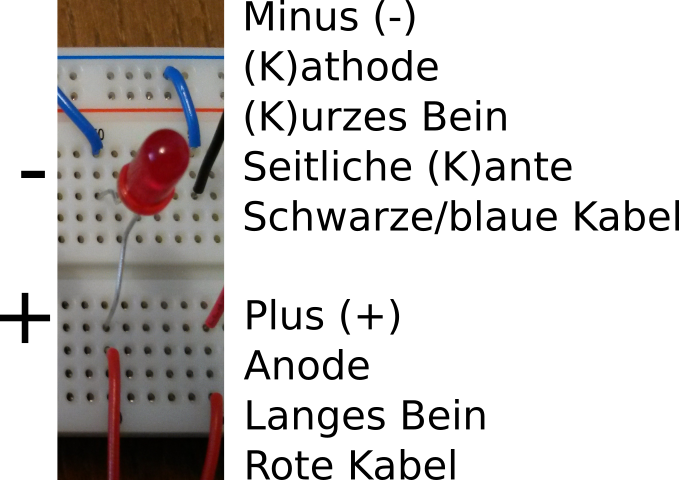 Minus (-)
(K)athode
(K)urzes Bein
Seitliche (K)ante
Schwarze/blaue Kabel
-
+
Plus (+)
Anode
Langes Bein
Rote Kabel